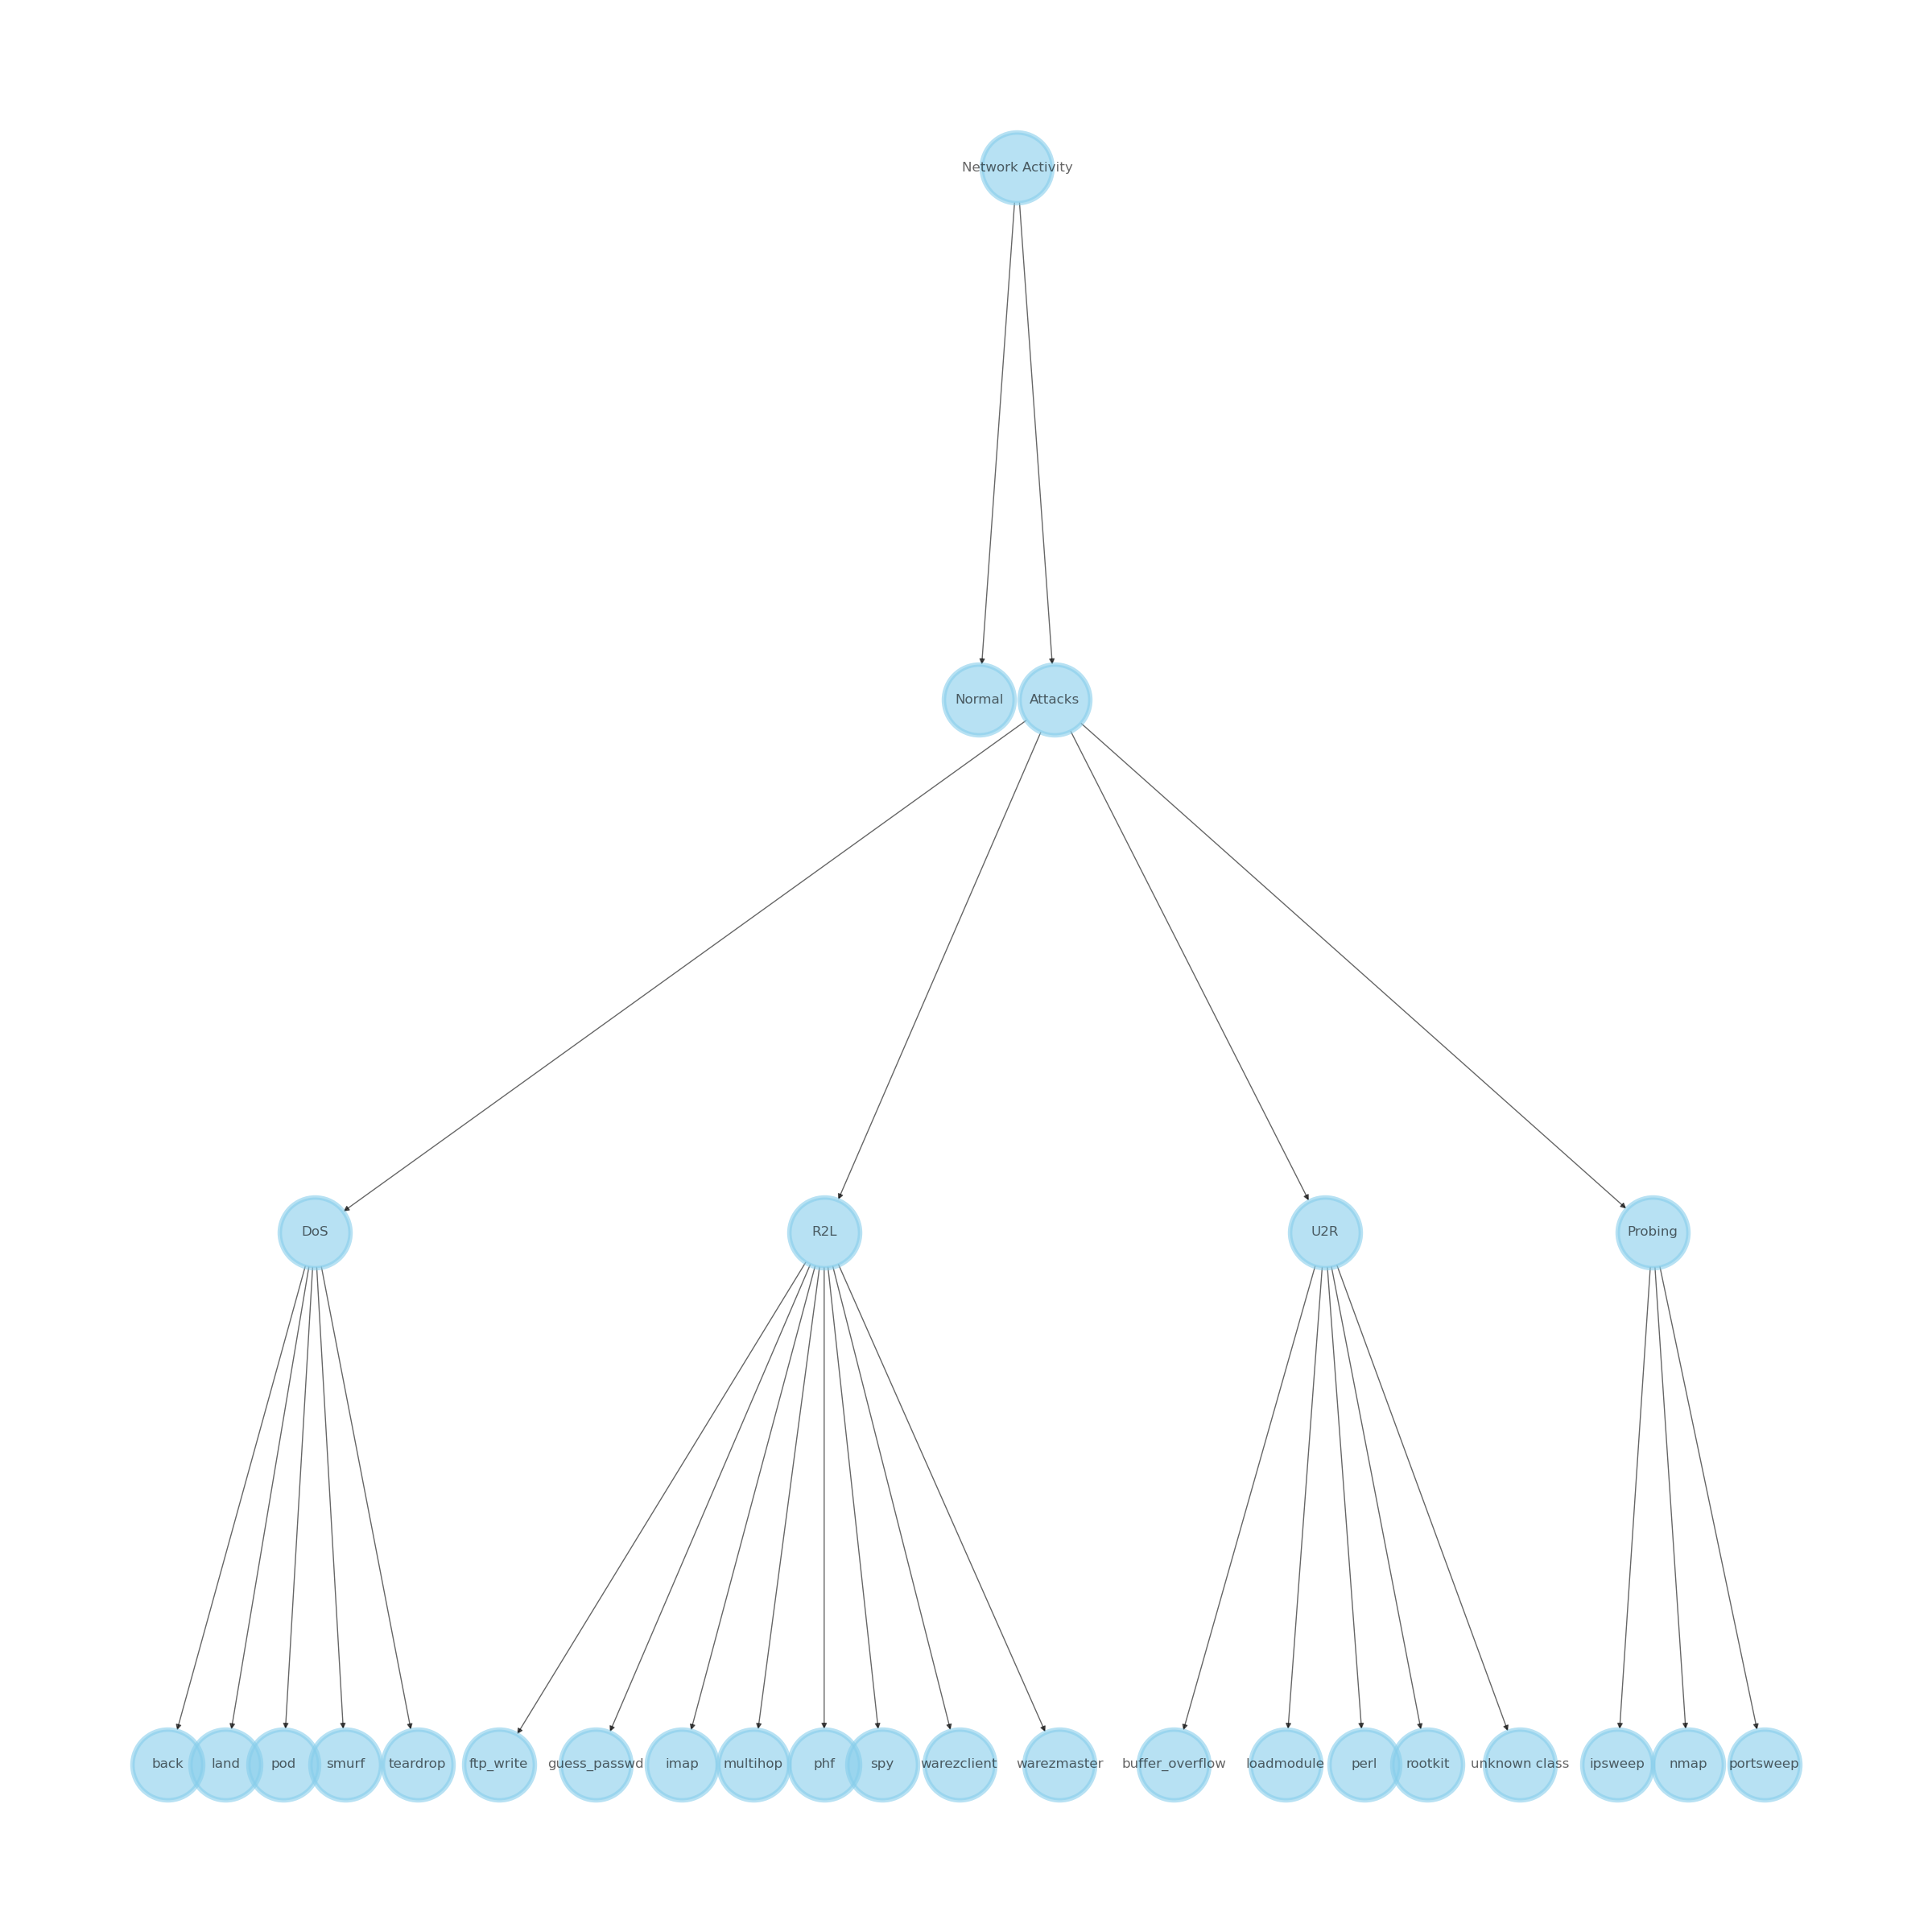 Network Activity
Normal
Attacks
DoS
R2L
U2R
Probing
back
land
pod
smurf
teardrop
ftp_write
guess_passwd
imap
multihop
phf
spy
warezclient
warezmaster
buffer_overflow
loadmodule
perl
rootkit
unknown class
ipsweep
nmap
portsweep